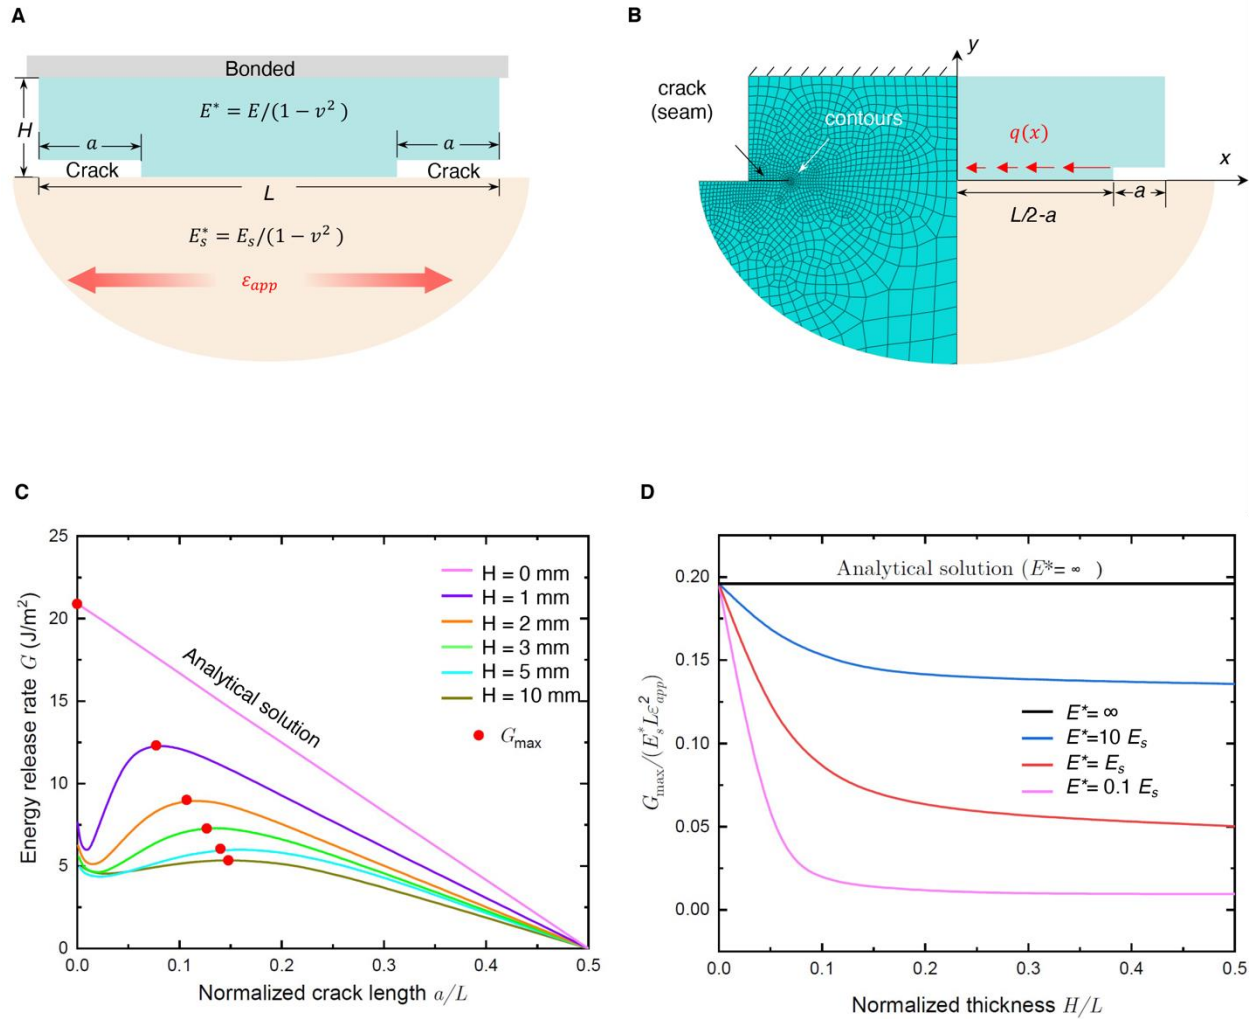 A
Bonded
H
E* = E/(1 − v² )
a
a
Crack
Crack
L
E*ₛ = Eₛ/(1 − v² )
εₐₚₚ
B
y
crack
(seam)
contours
q(x)
x
a
L/2-a
C
Energy release rate G (J/m²)
25
20
15
10
5
0
0.0
0.1
0.2
0.3
0.4
0.5
Normalized crack length a/L
Analytical solution
H = 0 mm
H = 1 mm
H = 2 mm
H = 3 mm
H = 5 mm
H = 10 mm
Gmax
D
Gmax/(E*ₛLε²app)
0.20
0.15
0.10
0.05
0.00
0.0
0.1
0.2
0.3
0.4
0.5
Normalized thickness H/L
Analytical solution (E*= ∞ )
E*= ∞
E*=10 Eₛ
E*= Eₛ
E*= 0.1 Eₛ